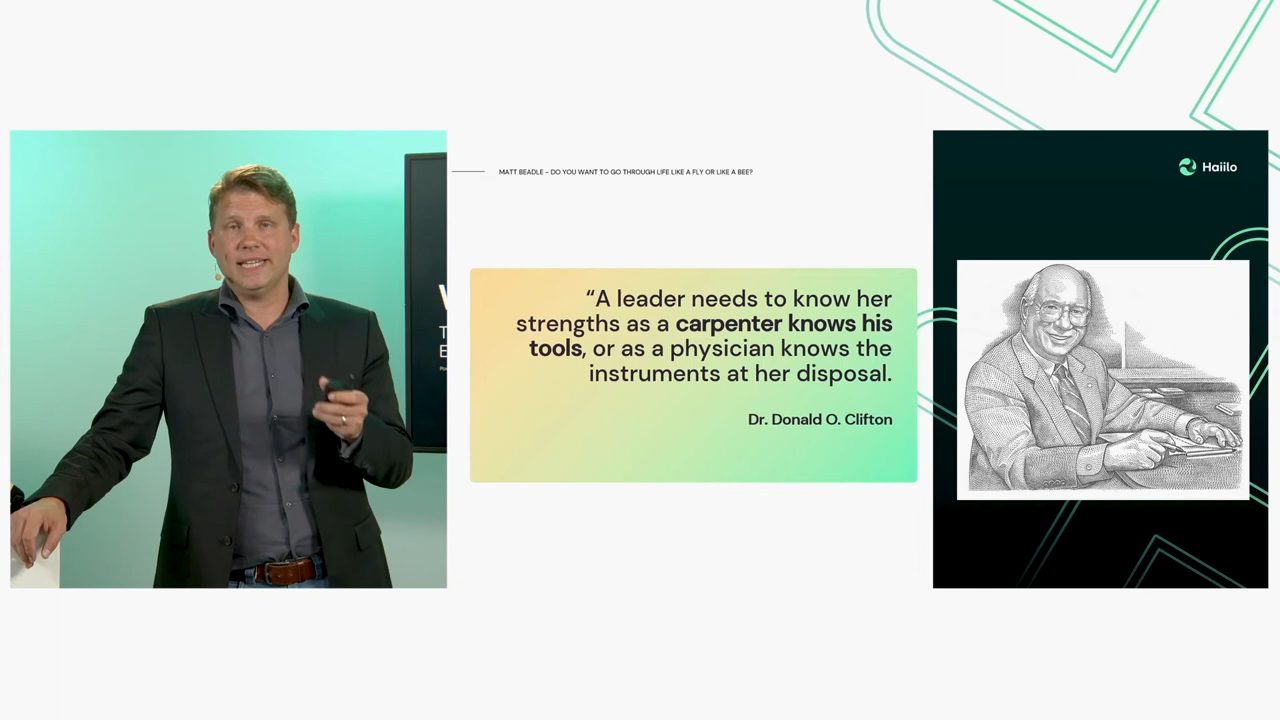 MATT BEADLE - DO YOU WANT TO GO THROUGH LIFE LIKE A FLY OR LIKE A BEE?
Haiilo
“A leader needs to know her
strengths as a carpenter knows his
tools, or as a physician knows the
instruments at her disposal.
Dr. Donald O. Clifton